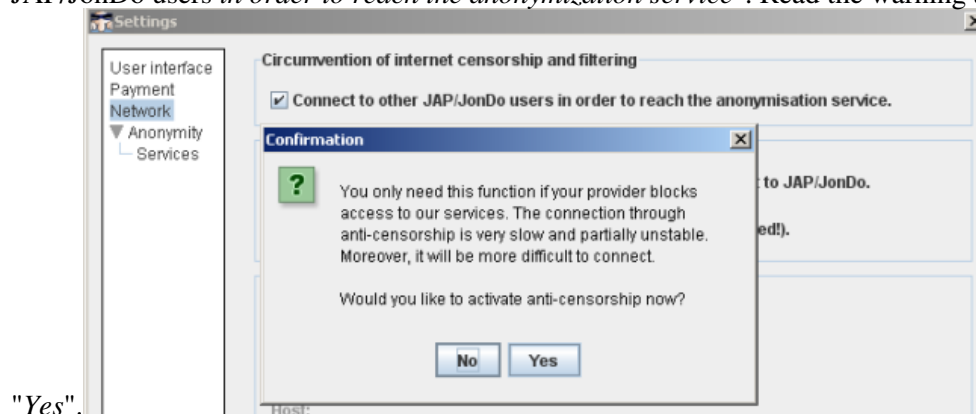 JAP/JonDo users in order to reach the anonymization service". Read the warning
Settings
User interface
Payment
Network
Anonymity
Services
Circumvention of internet censorship and filtering
Connect to other JAP/JonDo users in order to reach the anonymisation service.
Confirmation
You only need this function if your provider blocks
access to our services. The connection through
anti-censorship is very slow and partially unstable.
Moreover, it will be more difficult to connect.
Would you like to activate anti-censorship now?
No Yes
to JAP/JonDo.
ed!).
Host:
"Yes".